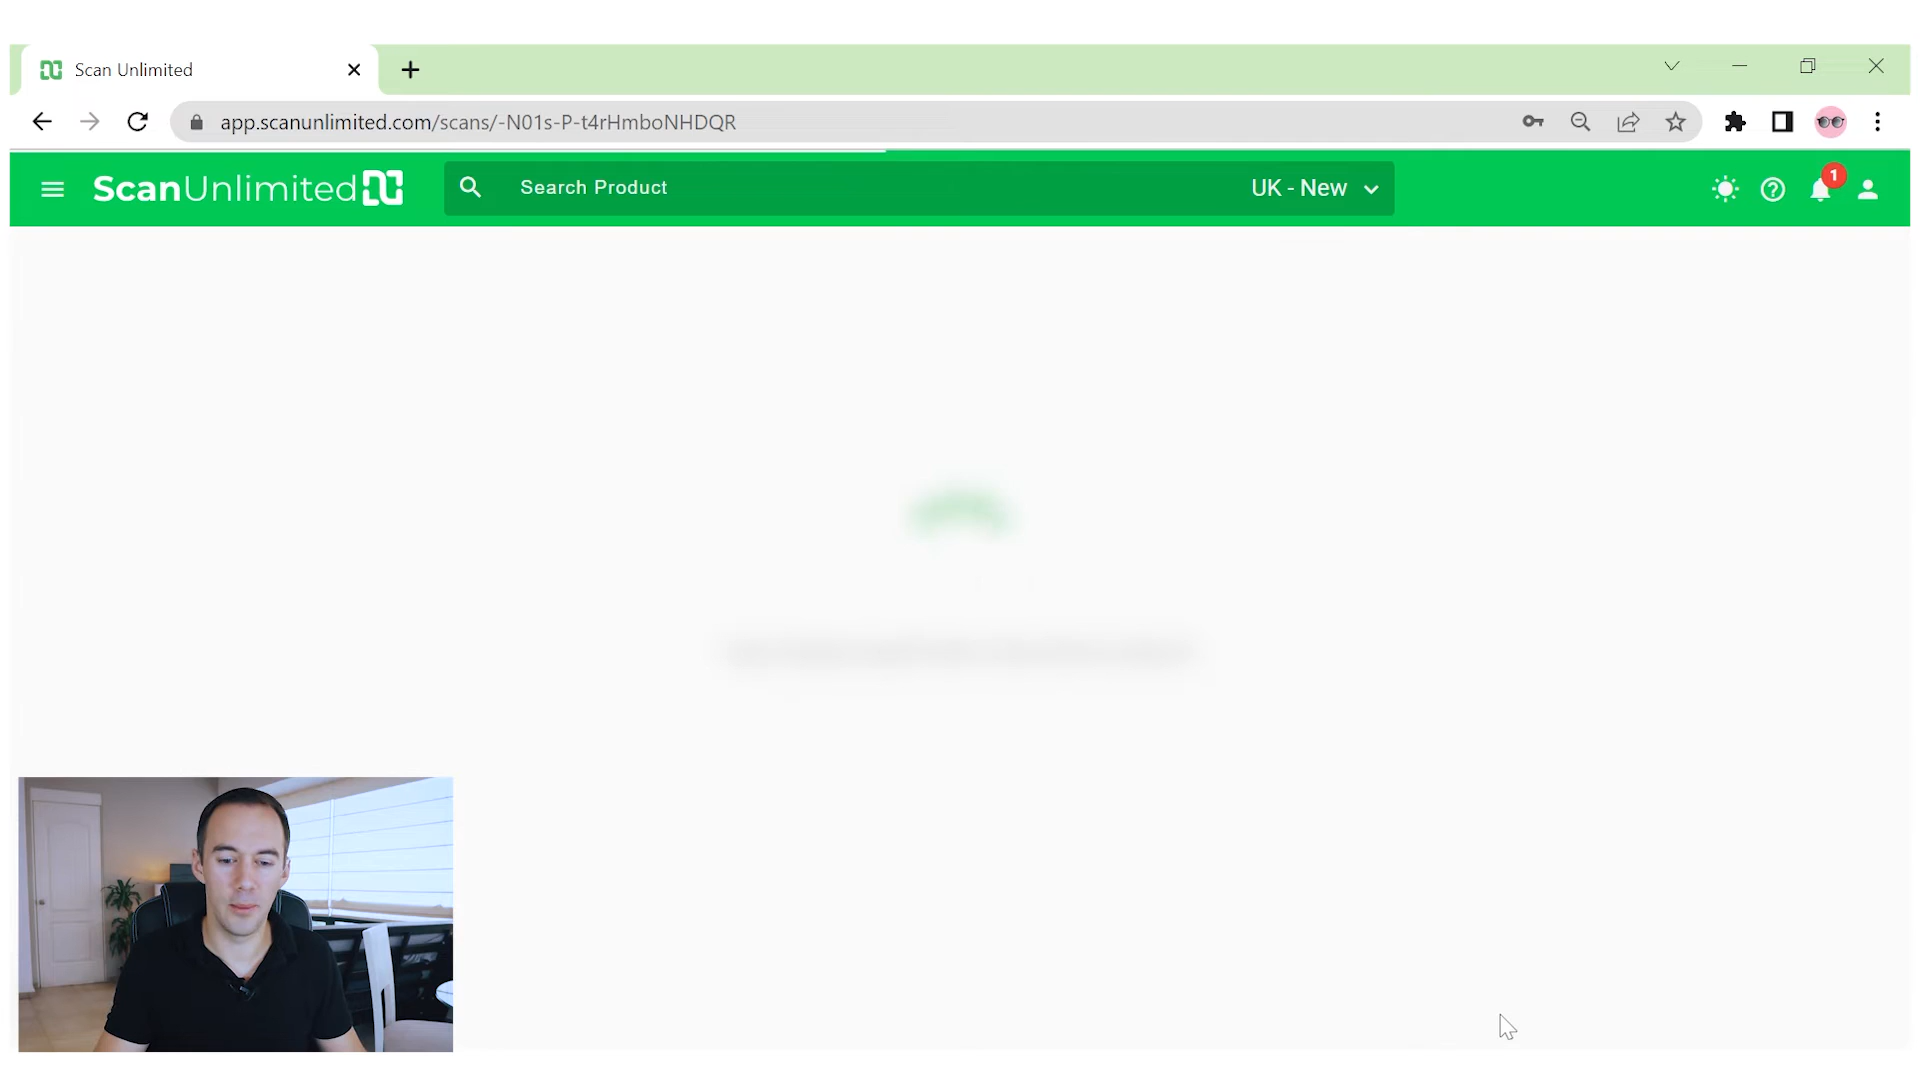 Scan Unlimited
app.scanunlimited.com/scans/-N01s-P-t4rHmboNHDQR
ScanUnlimited
Search Product
UK - New
1